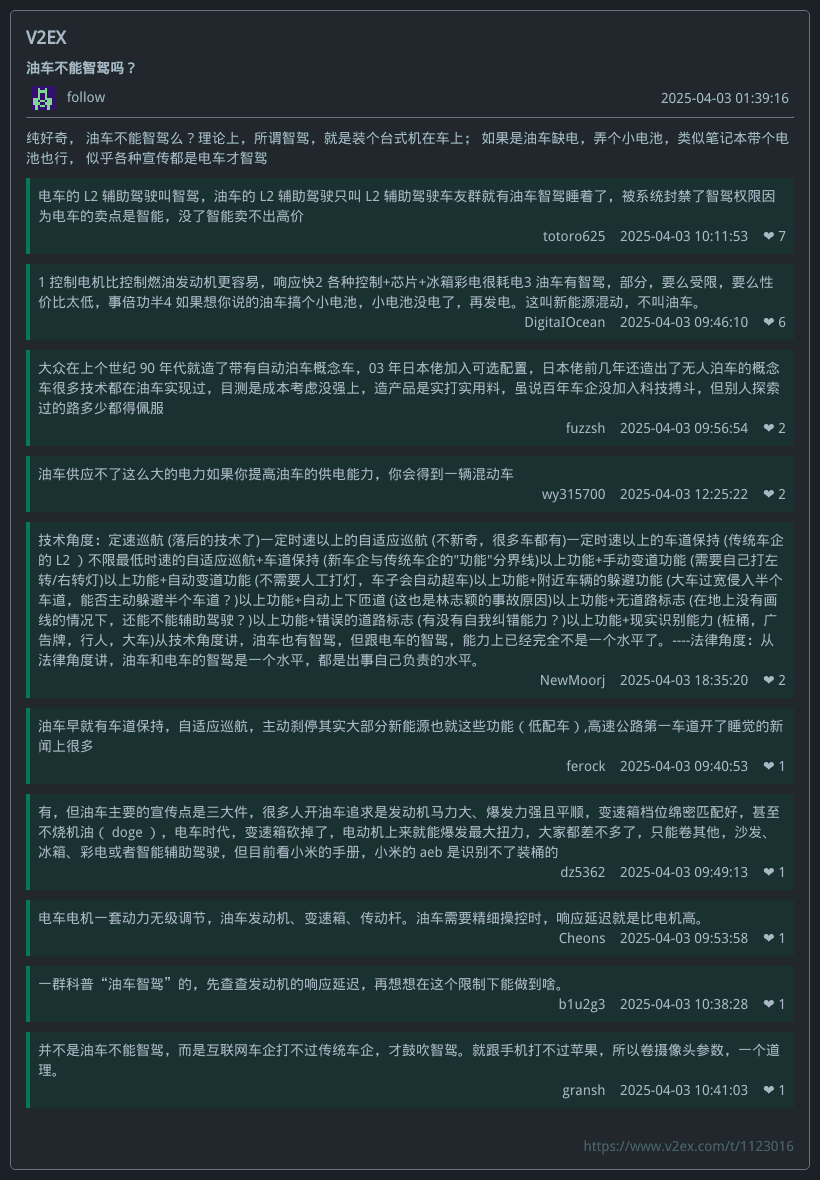 V2EX
油车不能智驾吗？
follow
2025-04-03 01:39:16
纯好奇， 油车不能智驾么？理论上，所谓智驾，就是装个台式机在车上； 如果是油车缺电，弄个小电池，类似笔记本带个电
池也行， 似乎各种宣传都是电车才智驾
电车的 L2 辅助驾驶叫智驾，油车的 L2 辅助驾驶只叫 L2 辅助驾驶车友群就有油车智驾睡着了，被系统封禁了智驾权限因
为电车的卖点是智能，没了智能卖不出高价
totoro625 2025-04-03 10:11:53 ❤ 7
1 控制电机比控制燃油发动机更容易，响应快2 各种控制+芯片+冰箱彩电很耗电3 油车有智驾，部分，要么受限，要么性
价比太低，事倍功半4 如果想你说的油车搞个小电池，小电池没电了，再发电。这叫新能源混动，不叫油车。
DigitaIOcean 2025-04-03 09:46:10 ❤ 6
大众在上个世纪 90 年代就造了带有自动泊车概念车，03 年日本佬加入可选配置，日本佬前几年还造出了无人泊车的概念
车很多技术都在油车实现过，目测是成本考虑没强上，造产品是实打实用料，虽说百年车企没加入科技搏斗，但别人探索
过的路多少都得佩服
fuzzsh 2025-04-03 09:56:54 ❤ 2
油车供应不了这么大的电力如果你提高油车的供电能力，你会得到一辆混动车
wy315700 2025-04-03 12:25:22 ❤ 2
技术角度：定速巡航 (落后的技术了)一定时速以上的自适应巡航 (不新奇，很多车都有)一定时速以上的车道保持 (传统车企
的 L2 ）不限最低时速的自适应巡航+车道保持 (新车企与传统车企的"功能"分界线)以上功能+手动变道功能 (需要自己打左
转/右转灯)以上功能+自动变道功能 (不需要人工打灯，车子会自动超车)以上功能+附近车辆的躲避功能 (大车过宽侵入半个
车道，能否主动躲避半个车道？)以上功能+自动上下匝道 (这也是林志颖的事故原因)以上功能+无道路标志 (在地上没有画
线的情况下，还能不能辅助驾驶？)以上功能+错误的道路标志 (有没有自我纠错能力？)以上功能+现实识别能力 (桩桶，广
告牌，行人，大车)从技术角度讲，油车也有智驾，但跟电车的智驾，能力上已经完全不是一个水平了。----法律角度：从
法律角度讲，油车和电车的智驾是一个水平，都是出事自己负责的水平。
NewMoorj 2025-04-03 18:35:20 ❤ 2
油车早就有车道保持，自适应巡航，主动刹停其实大部分新能源也就这些功能（低配车）,高速公路第一车道开了睡觉的新
闻上很多
ferock 2025-04-03 09:40:53 ❤ 1
有，但油车主要的宣传点是三大件，很多人开油车追求是发动机马力大、爆发力强且平顺，变速箱档位绵密匹配好，甚至
不烧机油（ doge ），电车时代，变速箱砍掉了，电动机上来就能爆发最大扭力，大家都差不多了，只能卷其他，沙发、
冰箱、彩电或者智能辅助驾驶，但目前看小米的手册，小米的 aeb 是识别不了装桶的
dz5362 2025-04-03 09:49:13 ❤ 1
电车电机一套动力无级调节，油车发动机、变速箱、传动杆。油车需要精细操控时，响应延迟就是比电机高。
Cheons 2025-04-03 09:53:58 ❤ 1
一群科普“油车智驾”的，先查查发动机的响应延迟，再想想在这个限制下能做到啥。
b1u2g3 2025-04-03 10:38:28 ❤ 1
并不是油车不能智驾，而是互联网车企打不过传统车企，才鼓吹智驾。就跟手机打不过苹果，所以卷摄像头参数，一个道
理。
gransh 2025-04-03 10:41:03 ❤ 1
https://www.v2ex.com/t/1123016